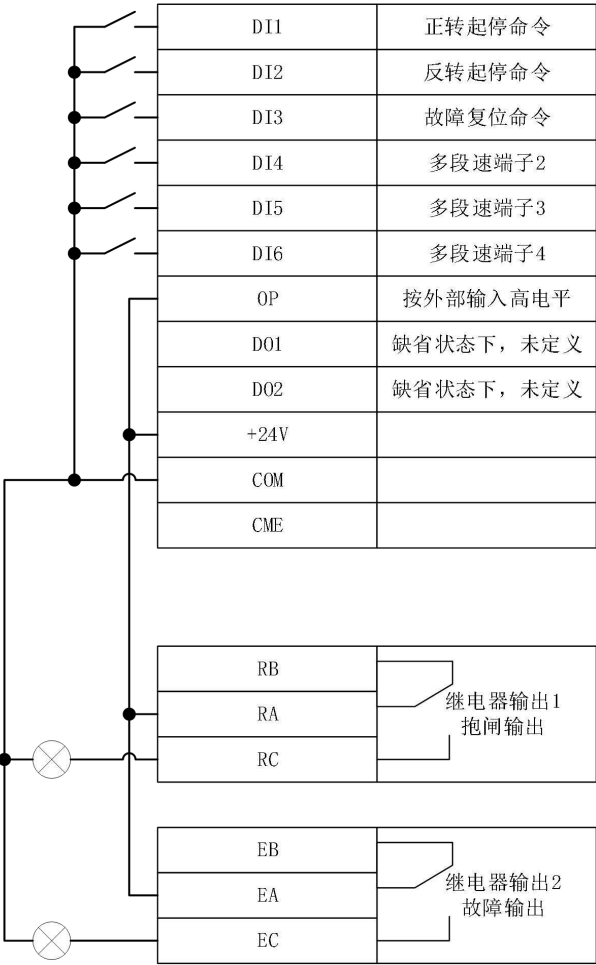 DI1 正转起停命令
DI2 反转起停命令
DI3 故障复位命令
DI4 多段速端子2
DI5 多段速端子3
DI6 多段速端子4
OP 按外部输入高电平
DO1 缺省状态下，未定义
DO2 缺省状态下，未定义
+24V
COM
CME
RB
RA
RC
继电器输出1
抱闸输出
EB
EA
EC
继电器输出2
故障输出